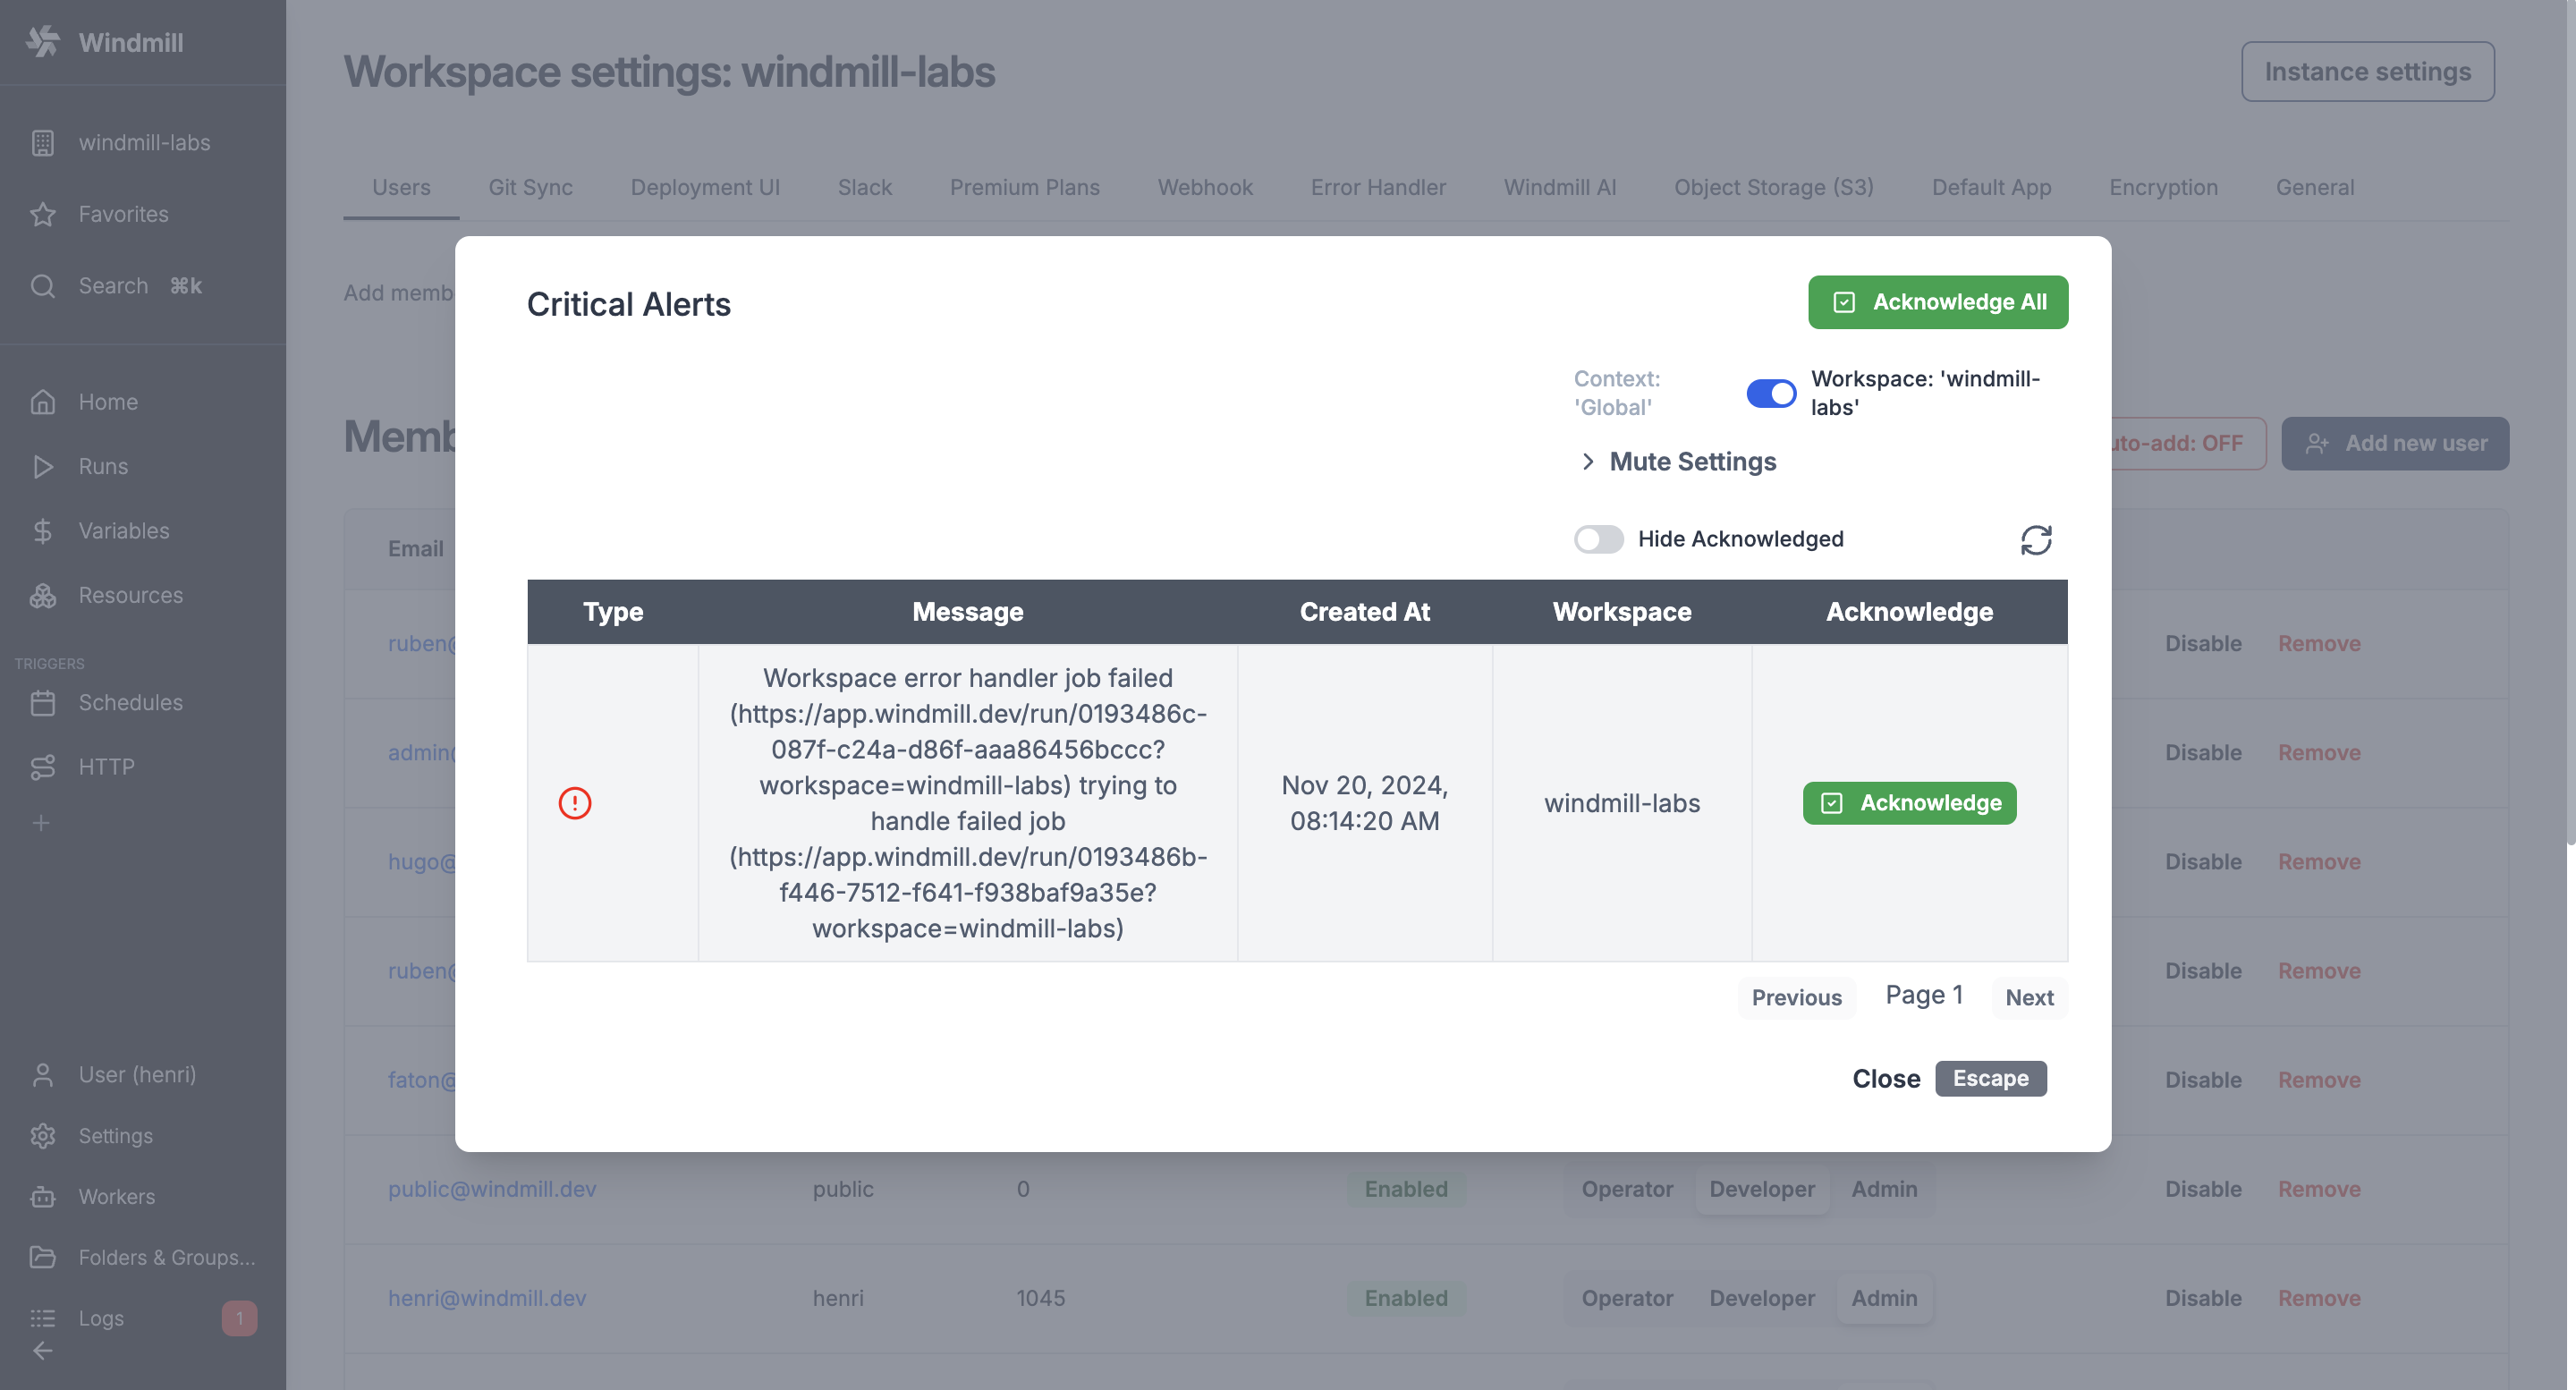 Windmill
windmill-labs
Favorites
Search ⌘k
Home
Runs
Variables
Resources
TRIGGERS
Schedules
HTTP
User (henri)
Settings
Workers
Folders & Groups...
Logs 1
Workspace settings: windmill-labs
Instance settings
Users Git Sync Deployment UI Slack Premium Plans Webhook Error Handler Windmill AI Object Storage (S3) Default App Encryption General
Add memb
Memb
uto-add: OFF Add new user
Email
ruben@ Disable Remove
admin@ Disable Remove
hugo@ Disable Remove
ruben@ Disable Remove
faton@ Disable Remove
public@windmill.dev public 0 Enabled Operator Developer Admin Disable Remove
henri@windmill.dev henri 1045 Enabled Operator Developer Admin Disable Remove
Critical Alerts
Acknowledge All
Context:
'Global'
Workspace: 'windmill-
labs'
Mute Settings
Hide Acknowledged
Type Message Created At Workspace Acknowledge
Workspace error handler job failed
(https://app.windmill.dev/run/0193486c-
087f-c24a-d86f-aaa86456bccc?
workspace=windmill-labs) trying to
handle failed job
(https://app.windmill.dev/run/0193486b-
f446-7512-f641-f938baf9a35e?
workspace=windmill-labs)
Nov 20, 2024,
08:14:20 AM
windmill-labs
Acknowledge
Previous Page 1 Next
Close Escape